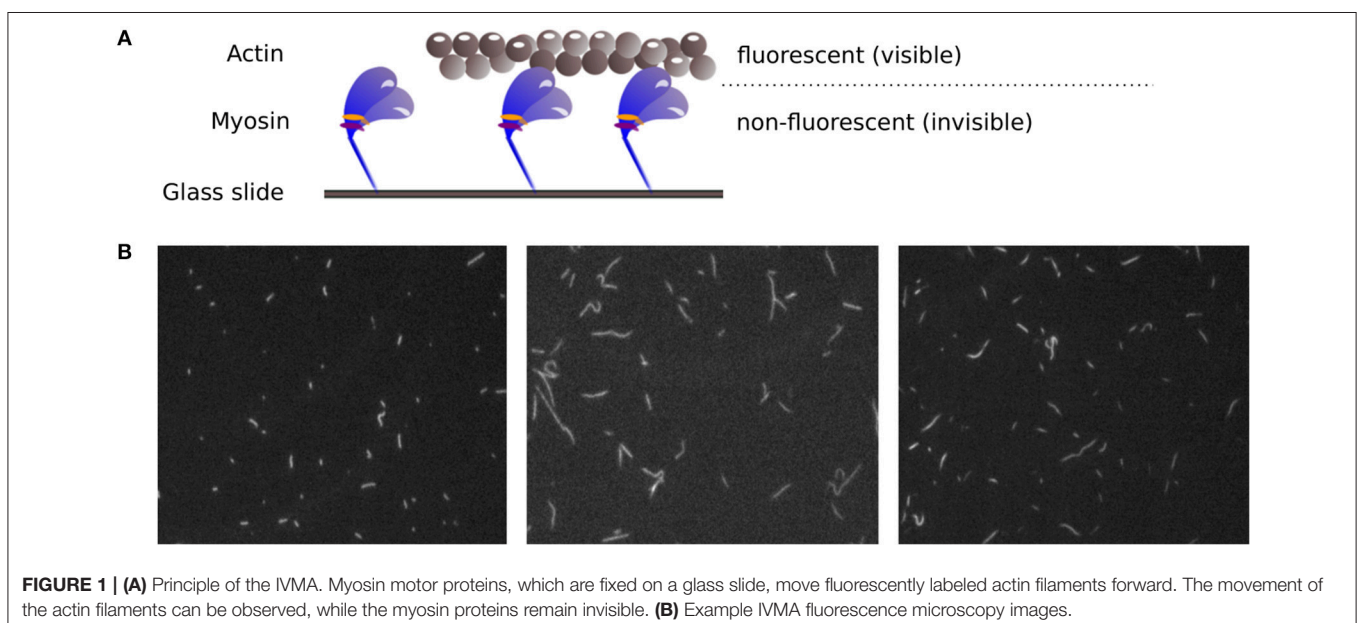 A
Actin
fluorescent (visible)
Myosin
non-fluorescent (invisible)
Glass slide
B
FIGURE 1 | (A) Principle of the IVMA. Myosin motor proteins, which are fixed on a glass slide, move fluorescently labeled actin filaments forward. The movement of
the actin filaments can be observed, while the myosin proteins remain invisible. (B) Example IVMA fluorescence microscopy images.